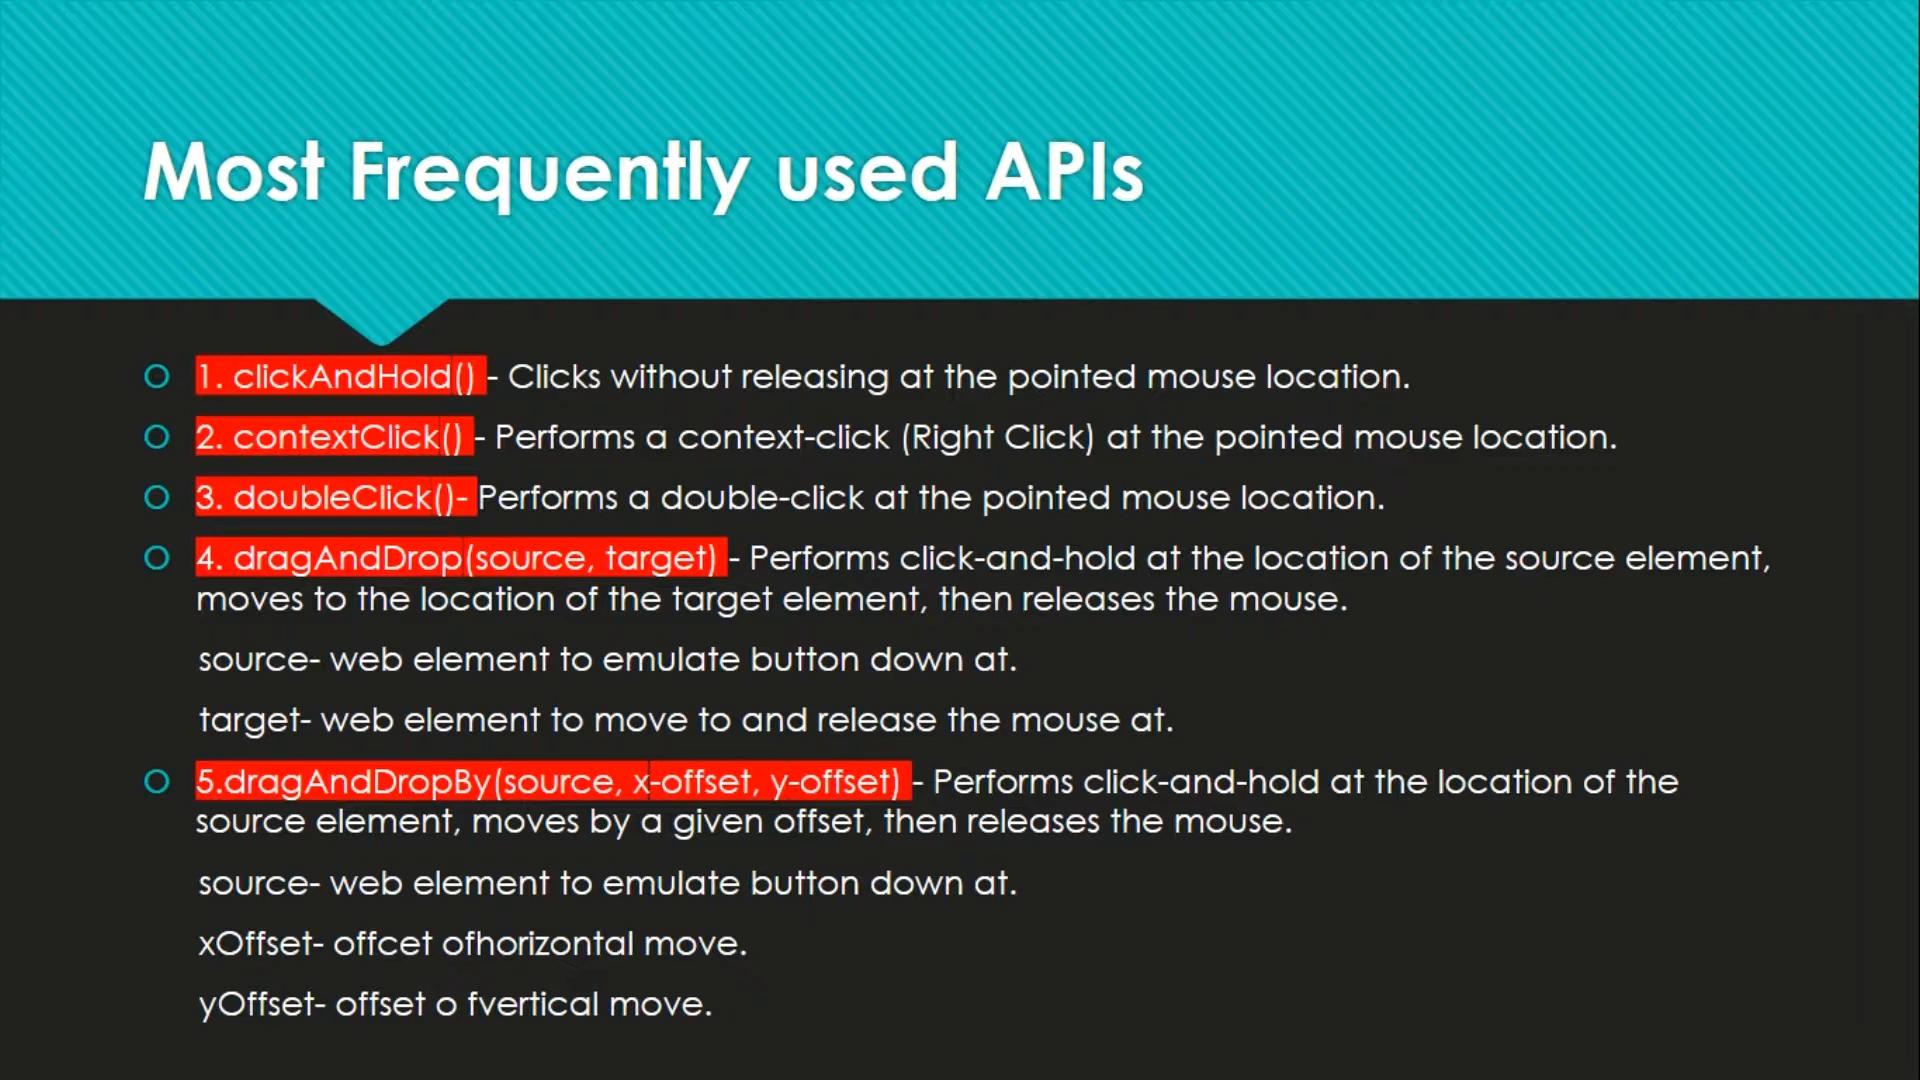 Most Frequently used APIs
1. clickAndHold() - Clicks without releasing at the pointed mouse location.
2. contextClick() - Performs a context-click (Right Click) at the pointed mouse location.
3. doubleClick()- Performs a double-click at the pointed mouse location.
4. dragAndDrop(source, target) - Performs click-and-hold at the location of the source element,
moves to the location of the target element, then releases the mouse.
source- web element to emulate button down at.
target- web element to move to and release the mouse at.
5.dragAndDropBy(source, x-offset, y-offset) - Performs click-and-hold at the location of the
source element, moves by a given offset, then releases the mouse.
source- web element to emulate button down at.
xOffset- offcet ofhorizontal move.
yOffset- offset o fvertical move.